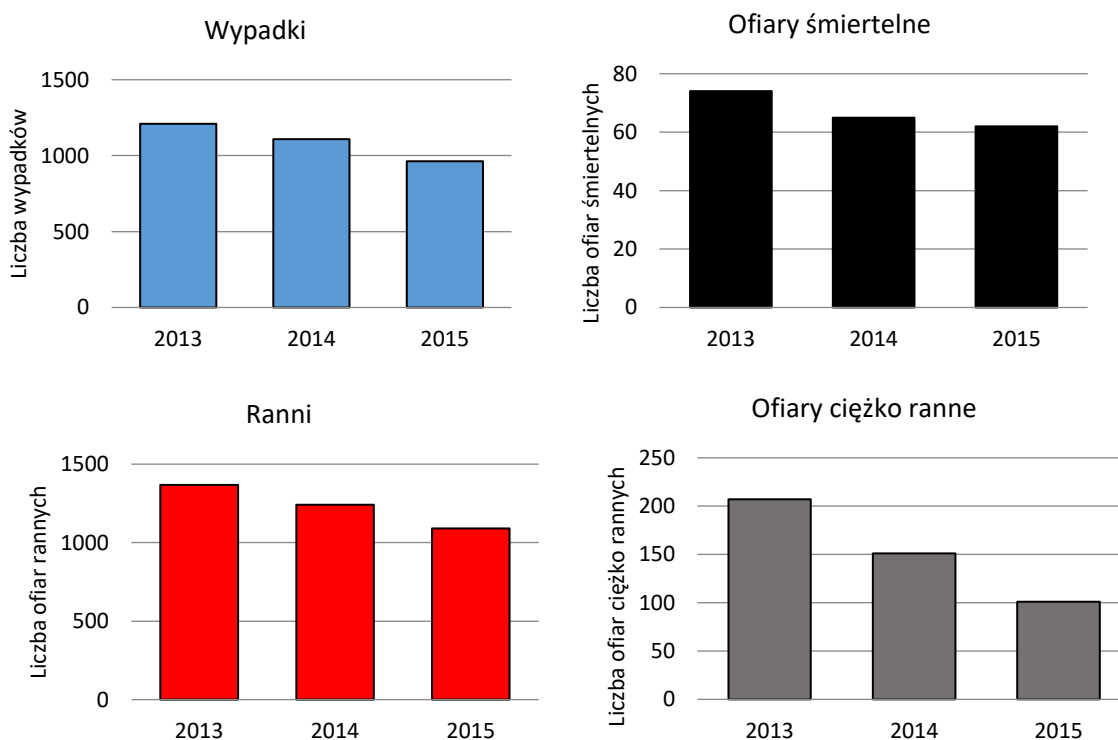 Wypadki
Liczba wypadków
1500
1000
500
0
2013 2014 2015
Ofiary śmiertelne
Liczba ofiar śmiertelnych
80
60
40
20
0
2013 2014 2015
Ranni
Liczba ofiar rannych
1500
1000
500
0
2013 2014 2015
Ofiary ciężko ranne
Liczba ofiar ciężko rannych
250
200
150
100
50
0
2013 2014 2015